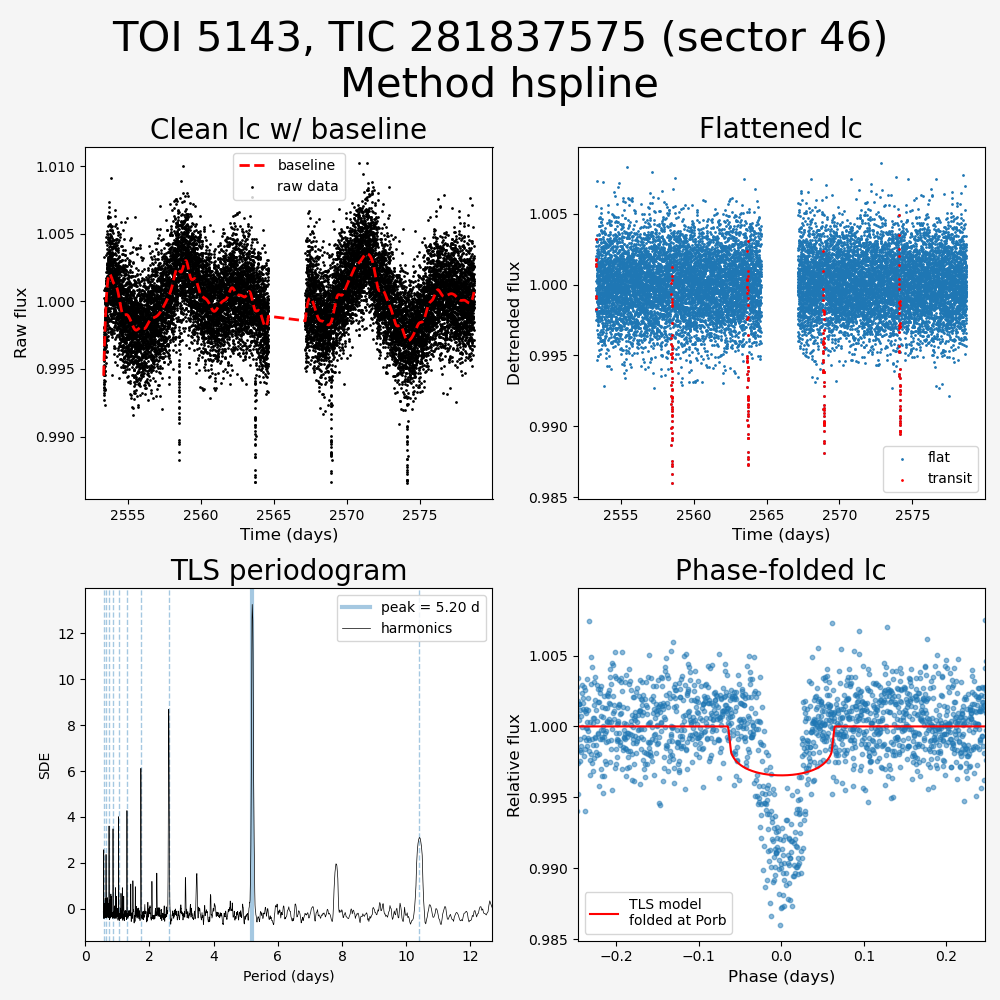 TOI 5143, TIC 281837575 (sector 46)
Method hspline
Clean lc w/ baseline
Raw flux
1.010
1.005
1.000
0.995
0.990
baseline
raw data
2555 2560 2565 2570 2575
Time (days)
Flattened lc
Detrended flux
1.005
1.000
0.995
0.990
0.985
flat
transit
2555 2560 2565 2570 2575
Time (days)
TLS periodogram
SDE
12
10
8
6
4
2
0
peak = 5.20 d
harmonics
0 2 4 6 8 10 12
Period (days)
Phase-folded lc
Relative flux
1.005
1.000
0.995
0.990
0.985
TLS model
folded at Porb
−0.2 −0.1 0.0 0.1 0.2
Phase (days)